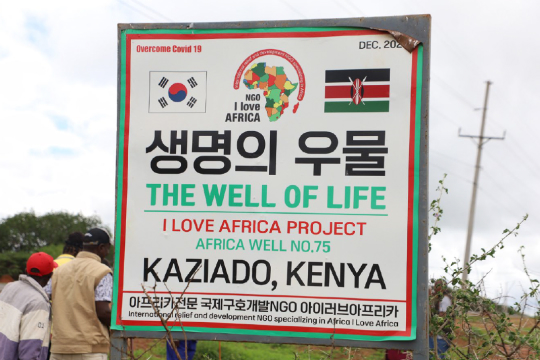 Overcome Covid 19
DEC, 202
NGO
I love
AFRICA
생명의 우물
THE WELL OF LIFE
I LOVE AFRICA PROJECT
AFRICA WELL NO.75
KAZIADO, KENYA
아프리카전문 국제구호개발NGO 아이러브아프리카
International relief and development NGO specializing in Africa I Love Africa